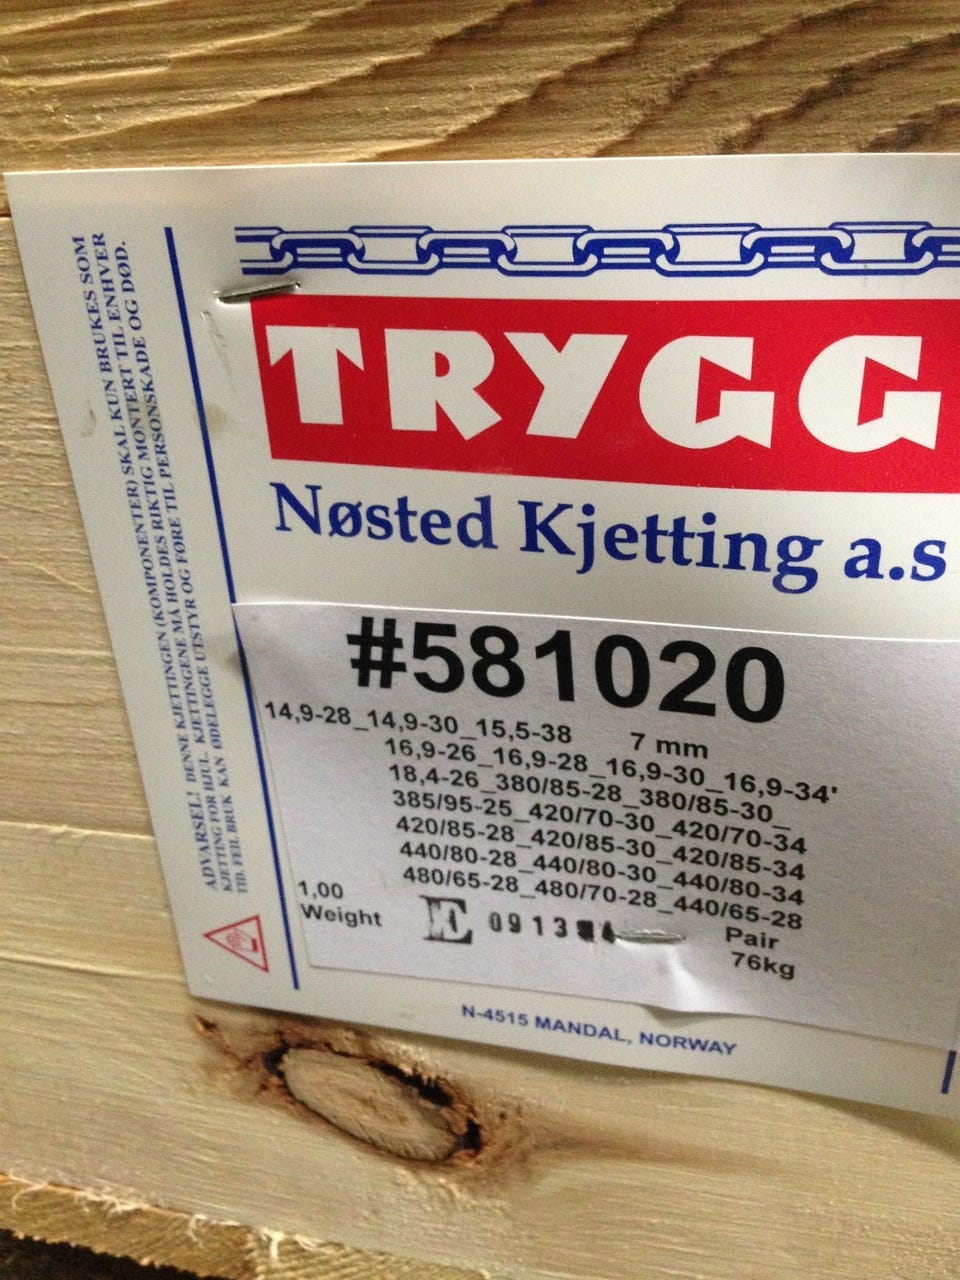 ADVARSEL! DENNE KJETTINGEN (KOMPONENTER) SKAL KUN BRUKES SOM
KJETTING FOR HJUL. KJETTINGENE MÅ HOLDES RIKTIG MONTERT TIL ENHVER
TID. FEIL BRUK KAN ØDELEGGE UTSTYR OG FØRE TIL PERSONSKADE OG DØD.
TRYGG
Nøsted Kjetting a.s
#581020
14,9-28_14,9-30_15,5-38 7 mm
16,9-26_16,9-28_16,9-30_16,9-34'
18,4-26_380/85-28_380/85-30_
385/95-25_420/70-30_420/70-34
420/85-28_420/85-30_420/85-34
440/80-28_440/80-30_440/80-34
480/65-28_480/70-28_440/65-28
1,00 Pair
Weight 76kg
E 0913
N-4515 MANDAL, NORWAY